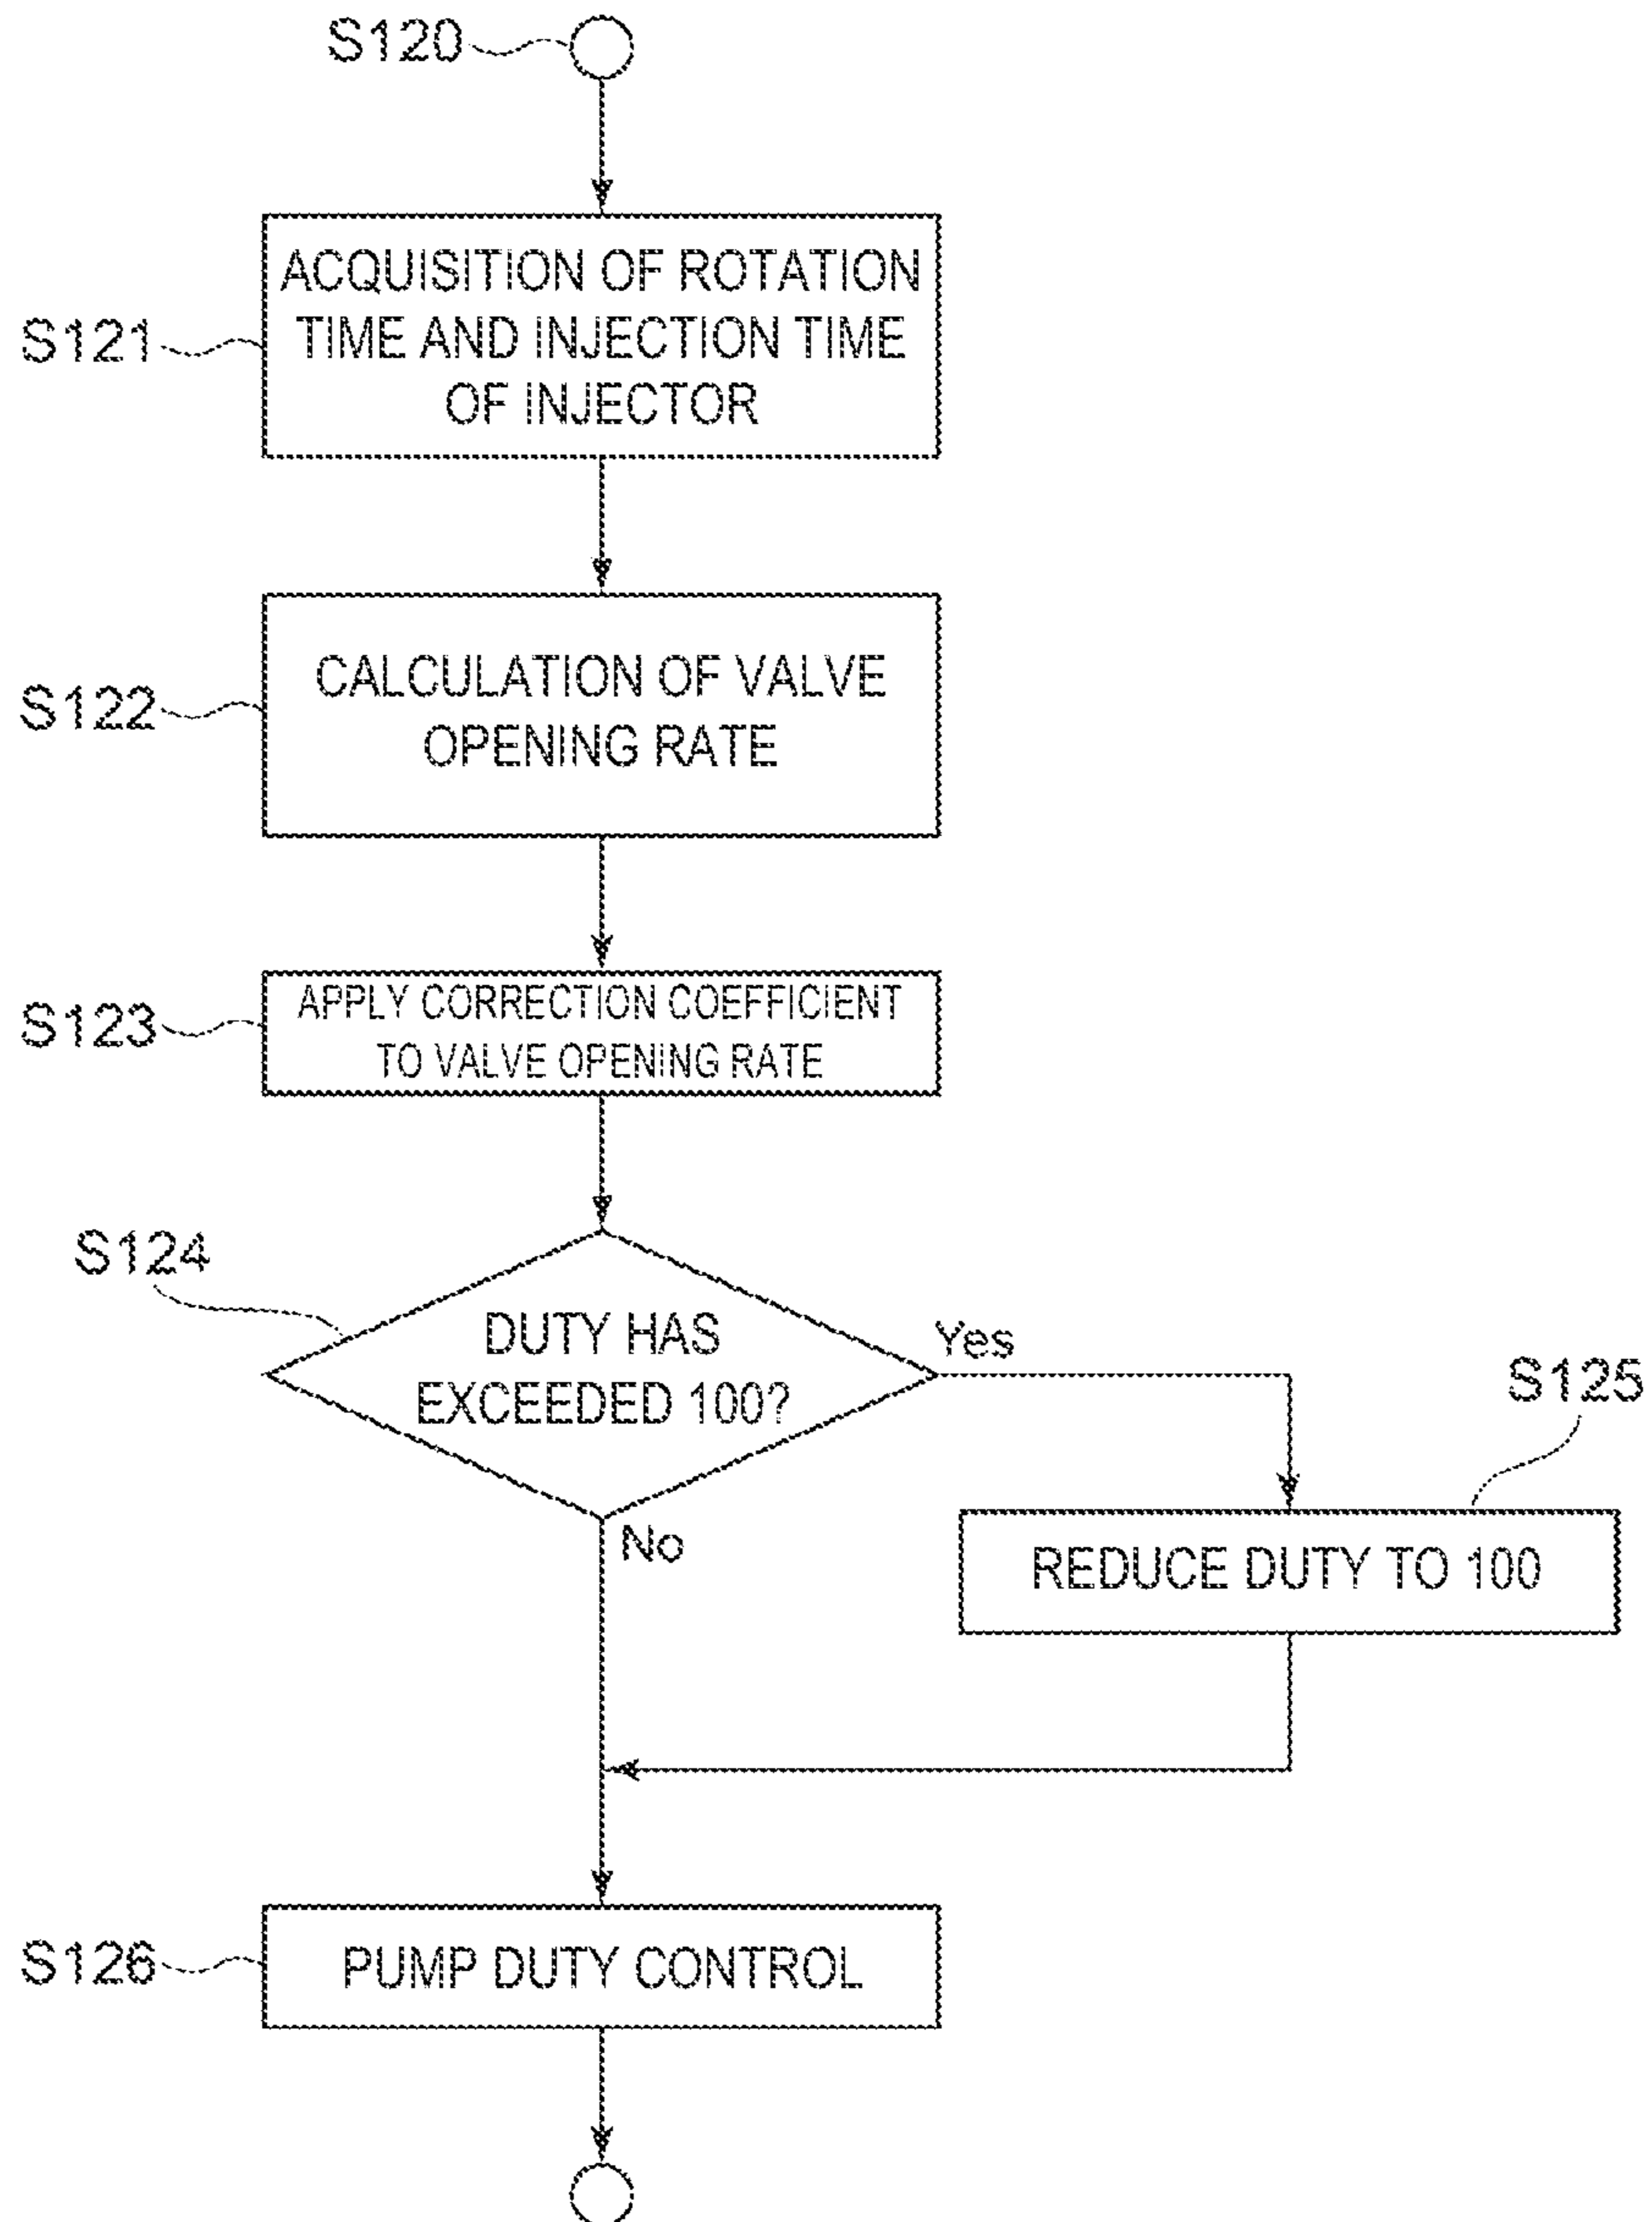 S120
S121
ACQUISITION OF ROTATION
TIME AND INJECTION TIME
OF INJECTOR
S122
CALCULATION OF VALVE
OPENING RATE
S123
APPLY CORRECTION COEFFICIENT
TO VALVE OPENING RATE
S124
DUTY HAS
EXCEEDED 100?
Yes
No
S125
REDUCE DUTY TO 100
S126
PUMP DUTY CONTROL